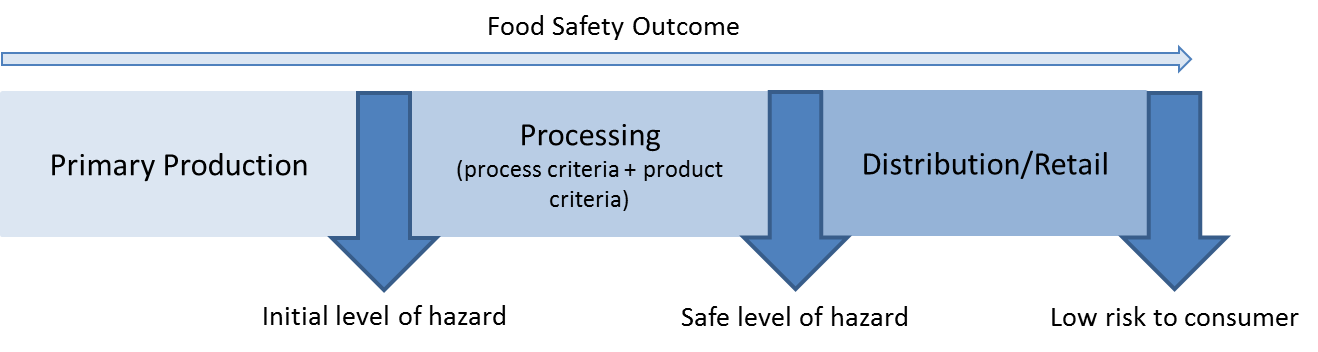 Food Safety Outcome
Primary Production
Processing
(process criteria + product
criteria)
Distribution/Retail
Initial level of hazard
Safe level of hazard
Low risk to consumer